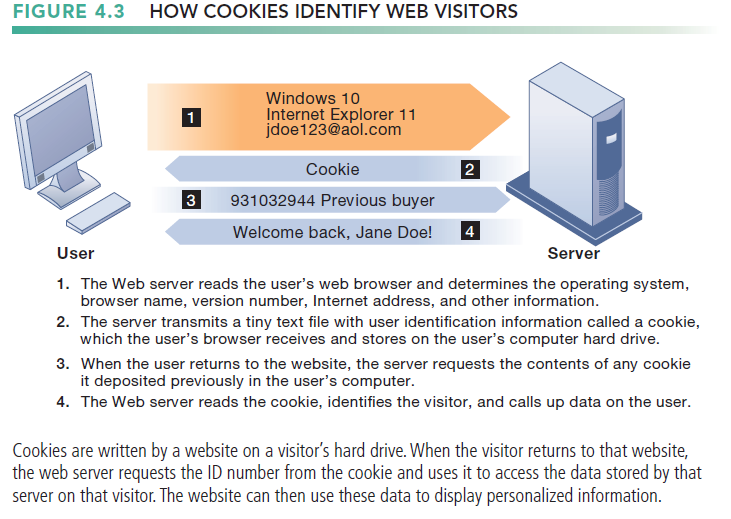 FIGURE 4.3 HOW COOKIES IDENTIFY WEB VISITORS
Windows 10
Internet Explorer 11
jdoe123@aol.com
1
Cookie 2
3 931032944 Previous buyer
Welcome back, Jane Doe! 4
User
Server
1. The Web server reads the user's web browser and determines the operating system,
browser name, version number, Internet address, and other information.
2. The server transmits a tiny text file with user identification information called a cookie,
which the user's browser receives and stores on the user's computer hard drive.
3. When the user returns to the website, the server requests the contents of any cookie
it deposited previously in the user's computer.
4. The Web server reads the cookie, identifies the visitor, and calls up data on the user.
Cookies are written by a website on a visitor's hard drive. When the visitor returns to that website,
the web server requests the ID number from the cookie and uses it to access the data stored by that
server on that visitor. The website can then use these data to display personalized information.